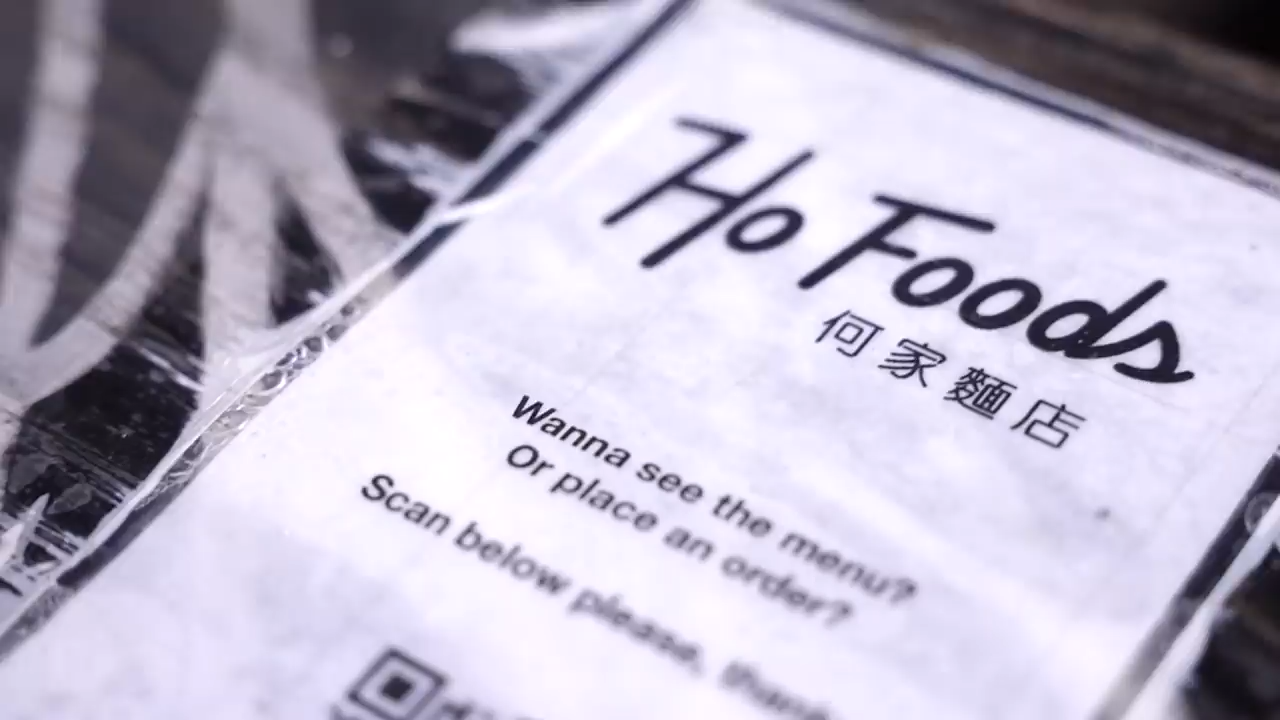 Ho Foods
何家麵店
Wanna see the menu?
Or place an order?
Scan below please,